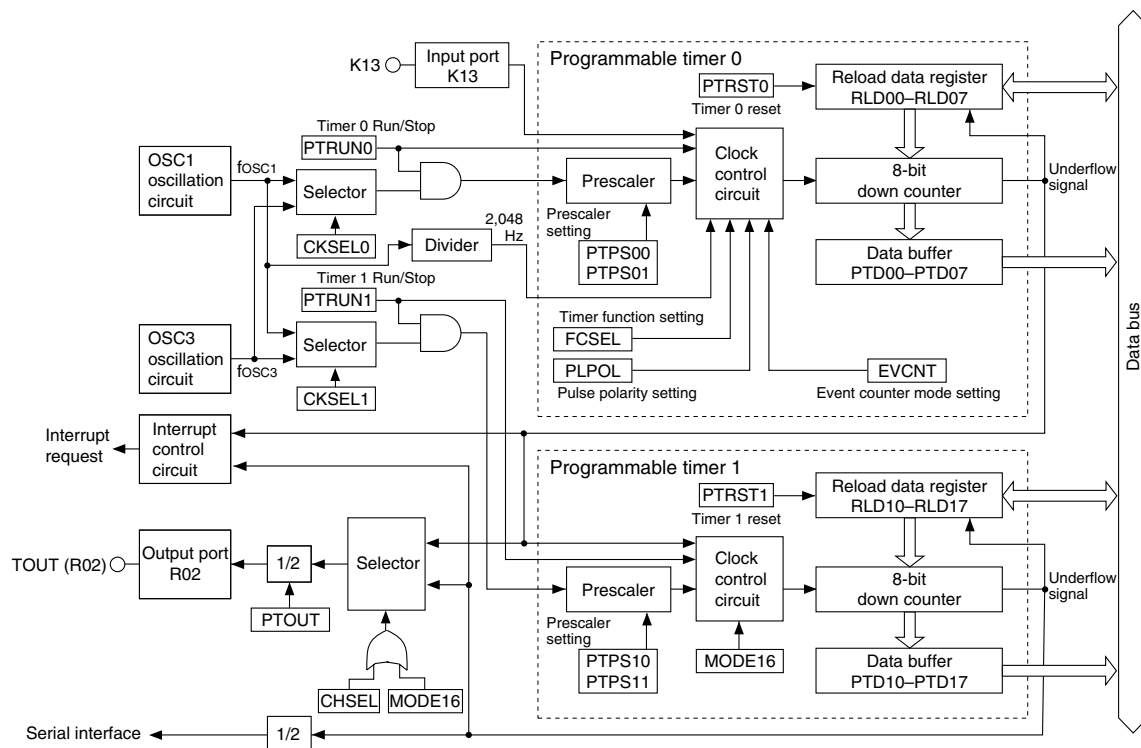 Programmable timer 0
K13
Input port
K13
PTRST0
Timer 0 reset
Reload data register
RLD00–RLD07
Timer 0 Run/Stop
PTRUN0
OSC1
oscillation
circuit
fOSC1
Selector
CKSEL0
Prescaler
Prescaler
setting
PTPS00
PTPS01
Clock
control
circuit
8-bit
down counter
Underflow
signal
Data buffer
PTD00–PTD07
Divider
2,048
Hz
Timer 1 Run/Stop
PTRUN1
OSC3
oscillation
circuit
fOSC3
Selector
CKSEL1
Timer function setting
FCSEL
PLPOL
Pulse polarity setting
EVCNT
Event counter mode setting
Data bus
Interrupt
request
Interrupt
control
circuit
Programmable timer 1
PTRST1
Timer 1 reset
Reload data register
RLD10–RLD17
TOUT (R02)
Output port
R02
1/2
PTOUT
Selector
CHSEL
MODE16
Prescaler
Prescaler
setting
PTPS10
PTPS11
Clock
control
circuit
MODE16
8-bit
down counter
Underflow
signal
Data buffer
PTD10–PTD17
Serial interface
1/2